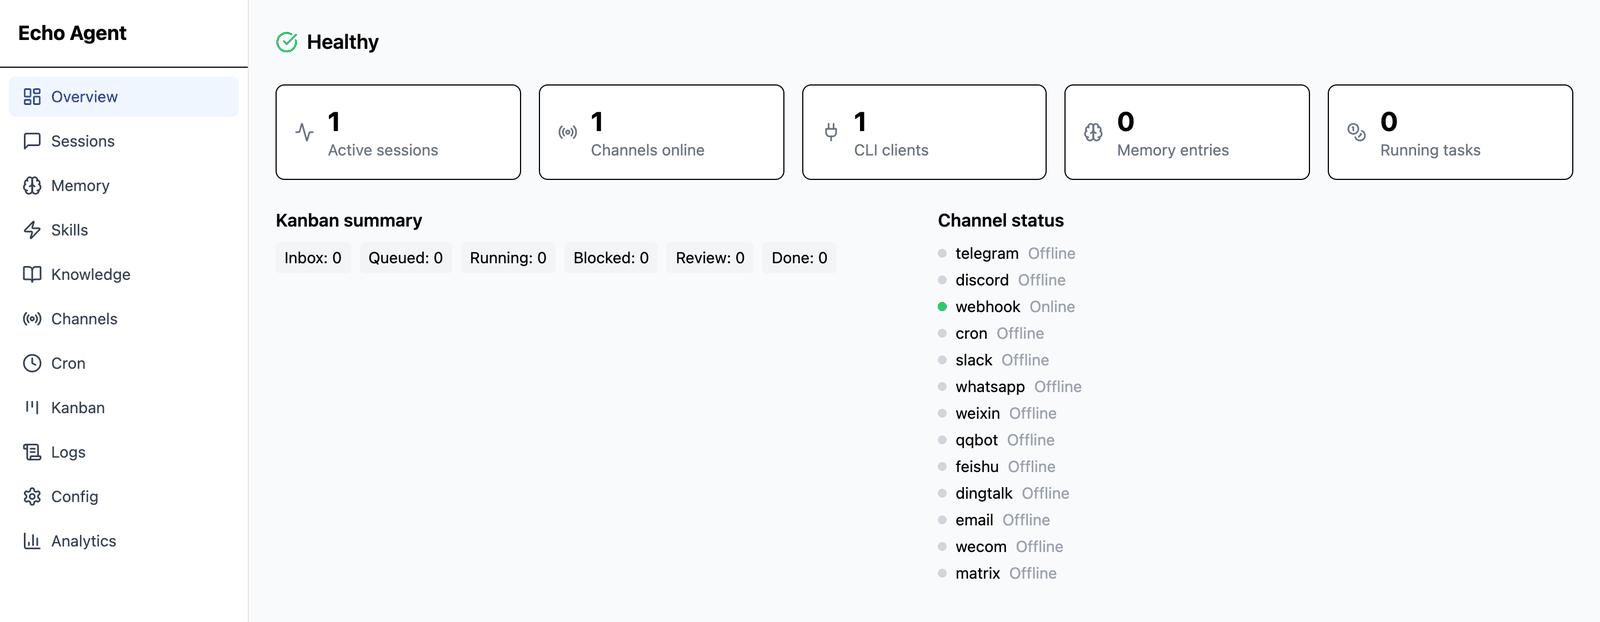 Echo Agent
Overview
Sessions
Memory
Skills
Knowledge
Channels
Cron
Kanban
Logs
Config
Analytics
Healthy
1
Active sessions
1
Channels online
1
CLI clients
0
Memory entries
0
Running tasks
Kanban summary
Inbox: 0 Queued: 0 Running: 0 Blocked: 0 Review: 0 Done: 0
Channel status
telegram Offline
discord Offline
webhook Online
cron Offline
slack Offline
whatsapp Offline
weixin Offline
qqbot Offline
feishu Offline
dingtalk Offline
email Offline
wecom Offline
matrix Offline